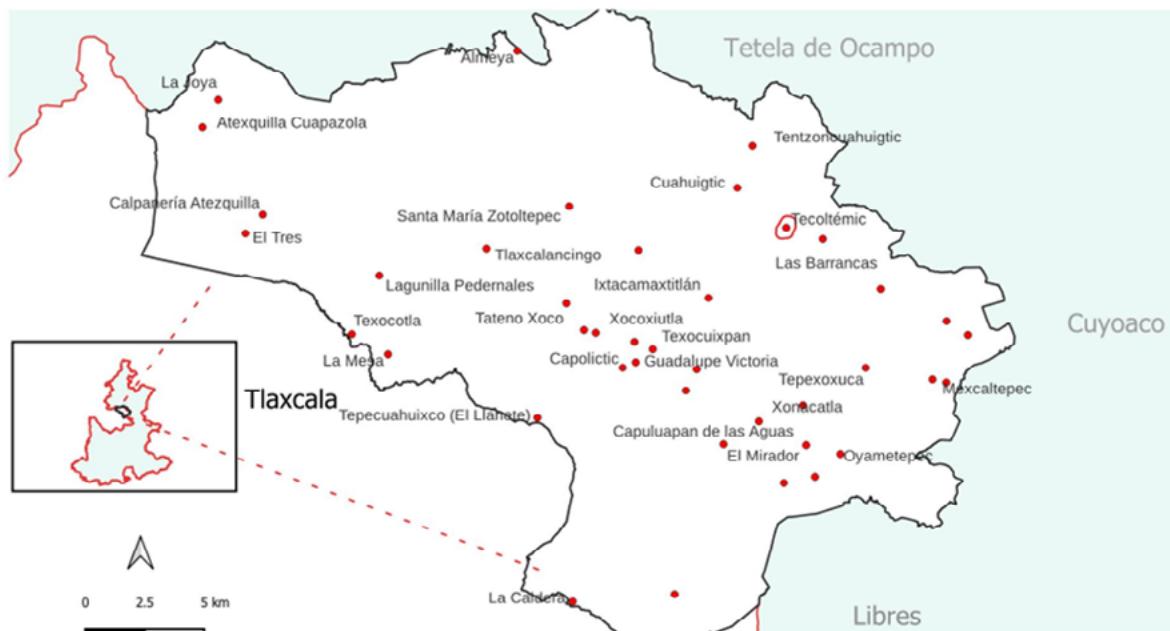 Tetela de Ocampo
Almeya
La Joya
Atexquilla Cuapazola
Tentzoncuahuigtic
Cuahuigtic
Calpanería Atezquilla
Santa María Zotoltepec
Tecoltémic
El Tres
Tlaxcalancingo
Las Barrancas
Lagunilla Pedernales
Ixtacamaxtitlán
Texocotla
Tateno Xoco
Xocoxiutla
Cuyoaco
Texocuixpan
La Mesa
Capolictic
Guadalupe Victoria
Tepexoxuca
Mexcaltepec
Tlaxcala
Tepecuahuixco (El Llanete)
Xonacatla
Capuluapan de las Aguas
El Mirador
Oyametepec
La Caldera
0 2.5 5 km
Libres